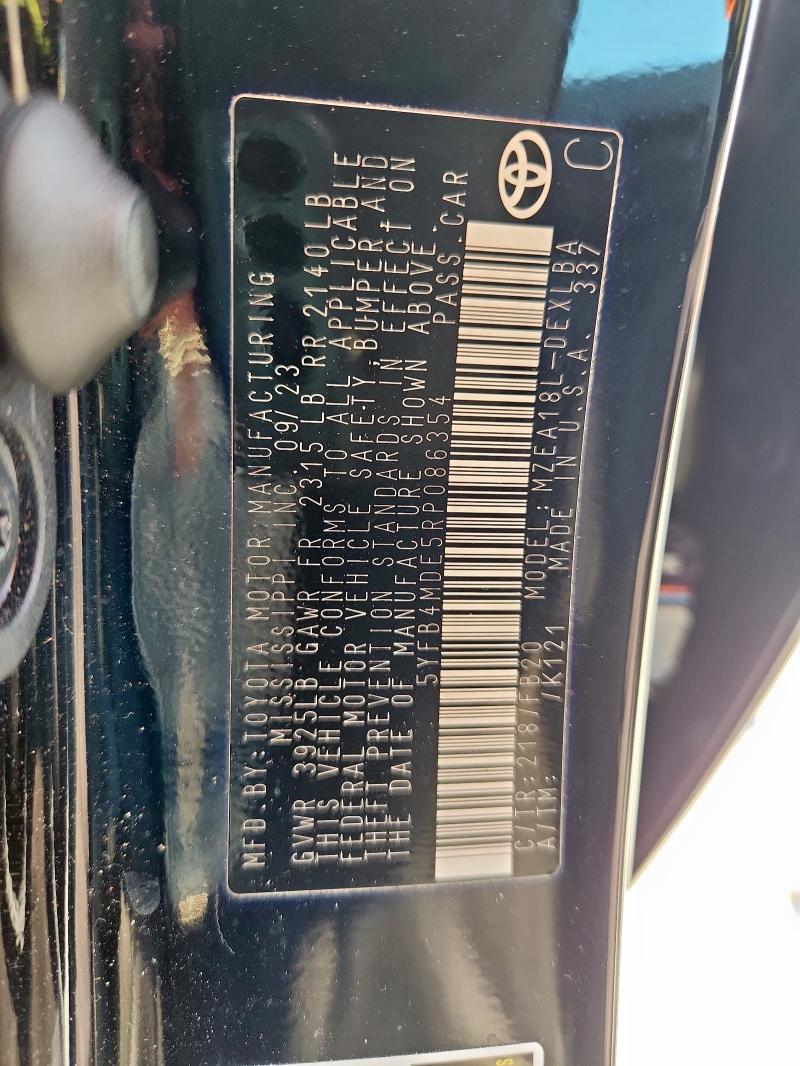 MFD.BY:TOYOTA MOTOR MANUFACTURING
MISSISSIPPI INC. 09/23
GVWR 3925LB GAWR FR 2315 LB RR 2140 LB
THIS VEHICLE CONFORMS TO ALL APPLICABLE
FEDERAL MOTOR VEHICLE SAFETY, BUMPER, AND
THEFT PREVENTION STANDARDS IN EFFECT ON
THE DATE OF MANUFACTURE SHOWN ABOVE.
5YFB4MDE5RP086354 PASS.CAR
C/TR:218/FB20 MODEL:MZEA18L-DEXLBA
A/TM: /K121 MADE IN U.S.A. 337
C